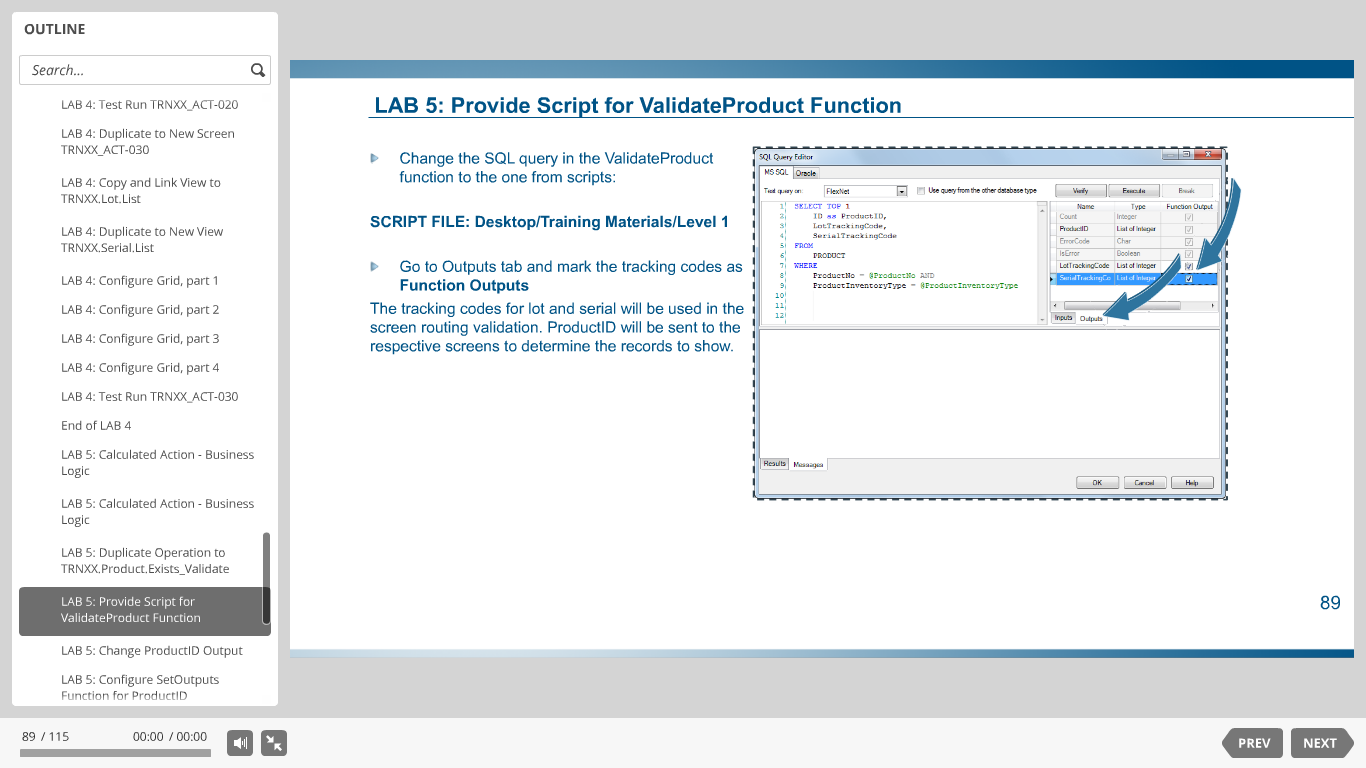 OUTLINE
Search...
LAB 4: Test Run TRNXX_ACT-020
LAB 4: Duplicate to New Screen
TRNXX_ACT-030
LAB 4: Copy and Link View to
TRNXX.Lot.List
LAB 4: Duplicate to New View
TRNXX.Serial.List
LAB 4: Configure Grid, part 1
LAB 4: Configure Grid, part 2
LAB 4: Configure Grid, part 3
LAB 4: Configure Grid, part 4
LAB 4: Test Run TRNXX_ACT-030
End of LAB 4
LAB 5: Calculated Action - Business
Logic
LAB 5: Calculated Action - Business
Logic
LAB 5: Duplicate Operation to
TRNXX.Product.Exists_Validate
LAB 5: Provide Script for
ValidateProduct Function
LAB 5: Change ProductID Output
LAB 5: Configure SetOutputs
Function for ProductID
LAB 5: Provide Script for ValidateProduct Function
Change the SQL query in the ValidateProduct
function to the one from scripts:
SCRIPT FILE: Desktop/Training Materials/Level 1
Go to Outputs tab and mark the tracking codes as
Function Outputs
The tracking codes for lot and serial will be used in the
screen routing validation. ProductID will be sent to the
respective screens to determine the records to show.
SQL Query Editor
MS SQL Oracle
Test query on: FlexNet Use query from the other database type Verify Execute Break
1 SELECT TOP 1
2 ID as ProductID,
3 LotTrackingCode,
4 SerialTrackingCode
5 FROM
6 PRODUCT
7 WHERE
8 ProductNo = @ProductNo AND
9 ProductInventoryType = @ProductInventoryType
10
11
12
Name Type Function Output
Count Integer
ProductID List of Integer
ErrorCode Char
IsError Boolean
LotTrackingCode List of Integer
SerialTrackingCo List of Integer
Inputs Outputs
Results Messages
OK Cancel Help
89
89 / 115 00:00 / 00:00
PREV NEXT